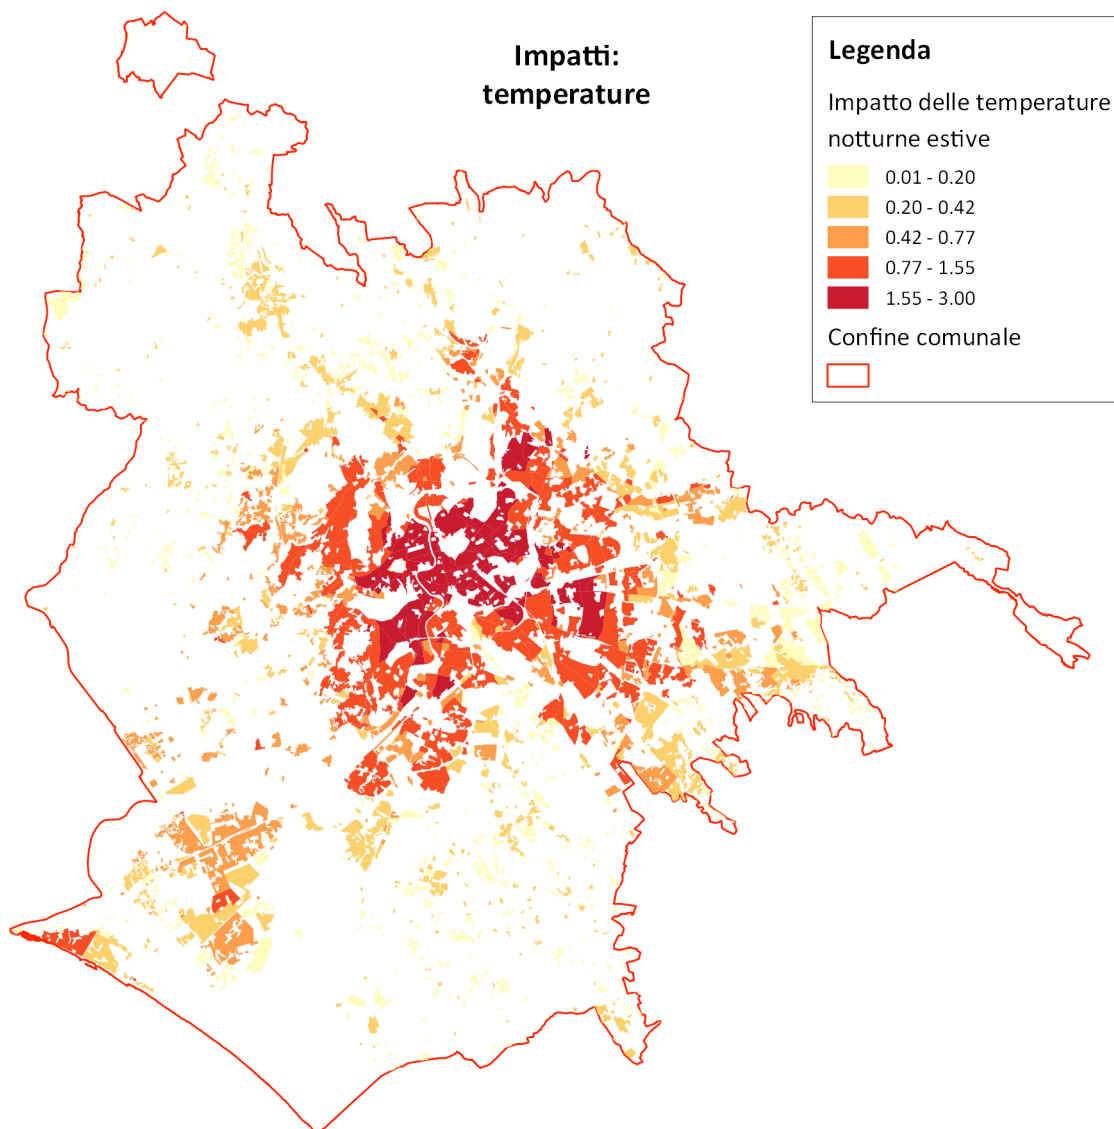 Impatti:
temperature
Legenda
Impatto delle temperature
notturne estive
0.01 - 0.20
0.20 - 0.42
0.42 - 0.77
0.77 - 1.55
1.55 - 3.00
Confine comunale